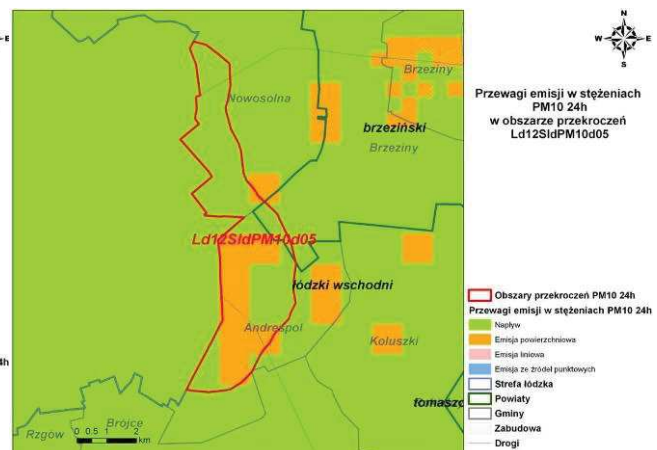 N
W
E
S
E
Przewagi emisji w stężeniach
PM10 24h
w obszarze przekroczeń
Ld12SldPM10d05
Brzeziny
Nowosolna
brzeziński
Brzeziny
Ld12SldPM10d05
łódzki wschodni
Andrespol
Koluszki
4h
Rzgów
Brójce
0 0.5 1 2
km
Obszary przekroczeń PM10 24h
Przewagi emisji w stężeniach PM10 24h
Napływ
Emisja powierzchniowa
Emisja liniowa
Emisja ze źródeł punktowych
Strefa łódzka
Powiaty
Gminy
Zabudowa
Drogi